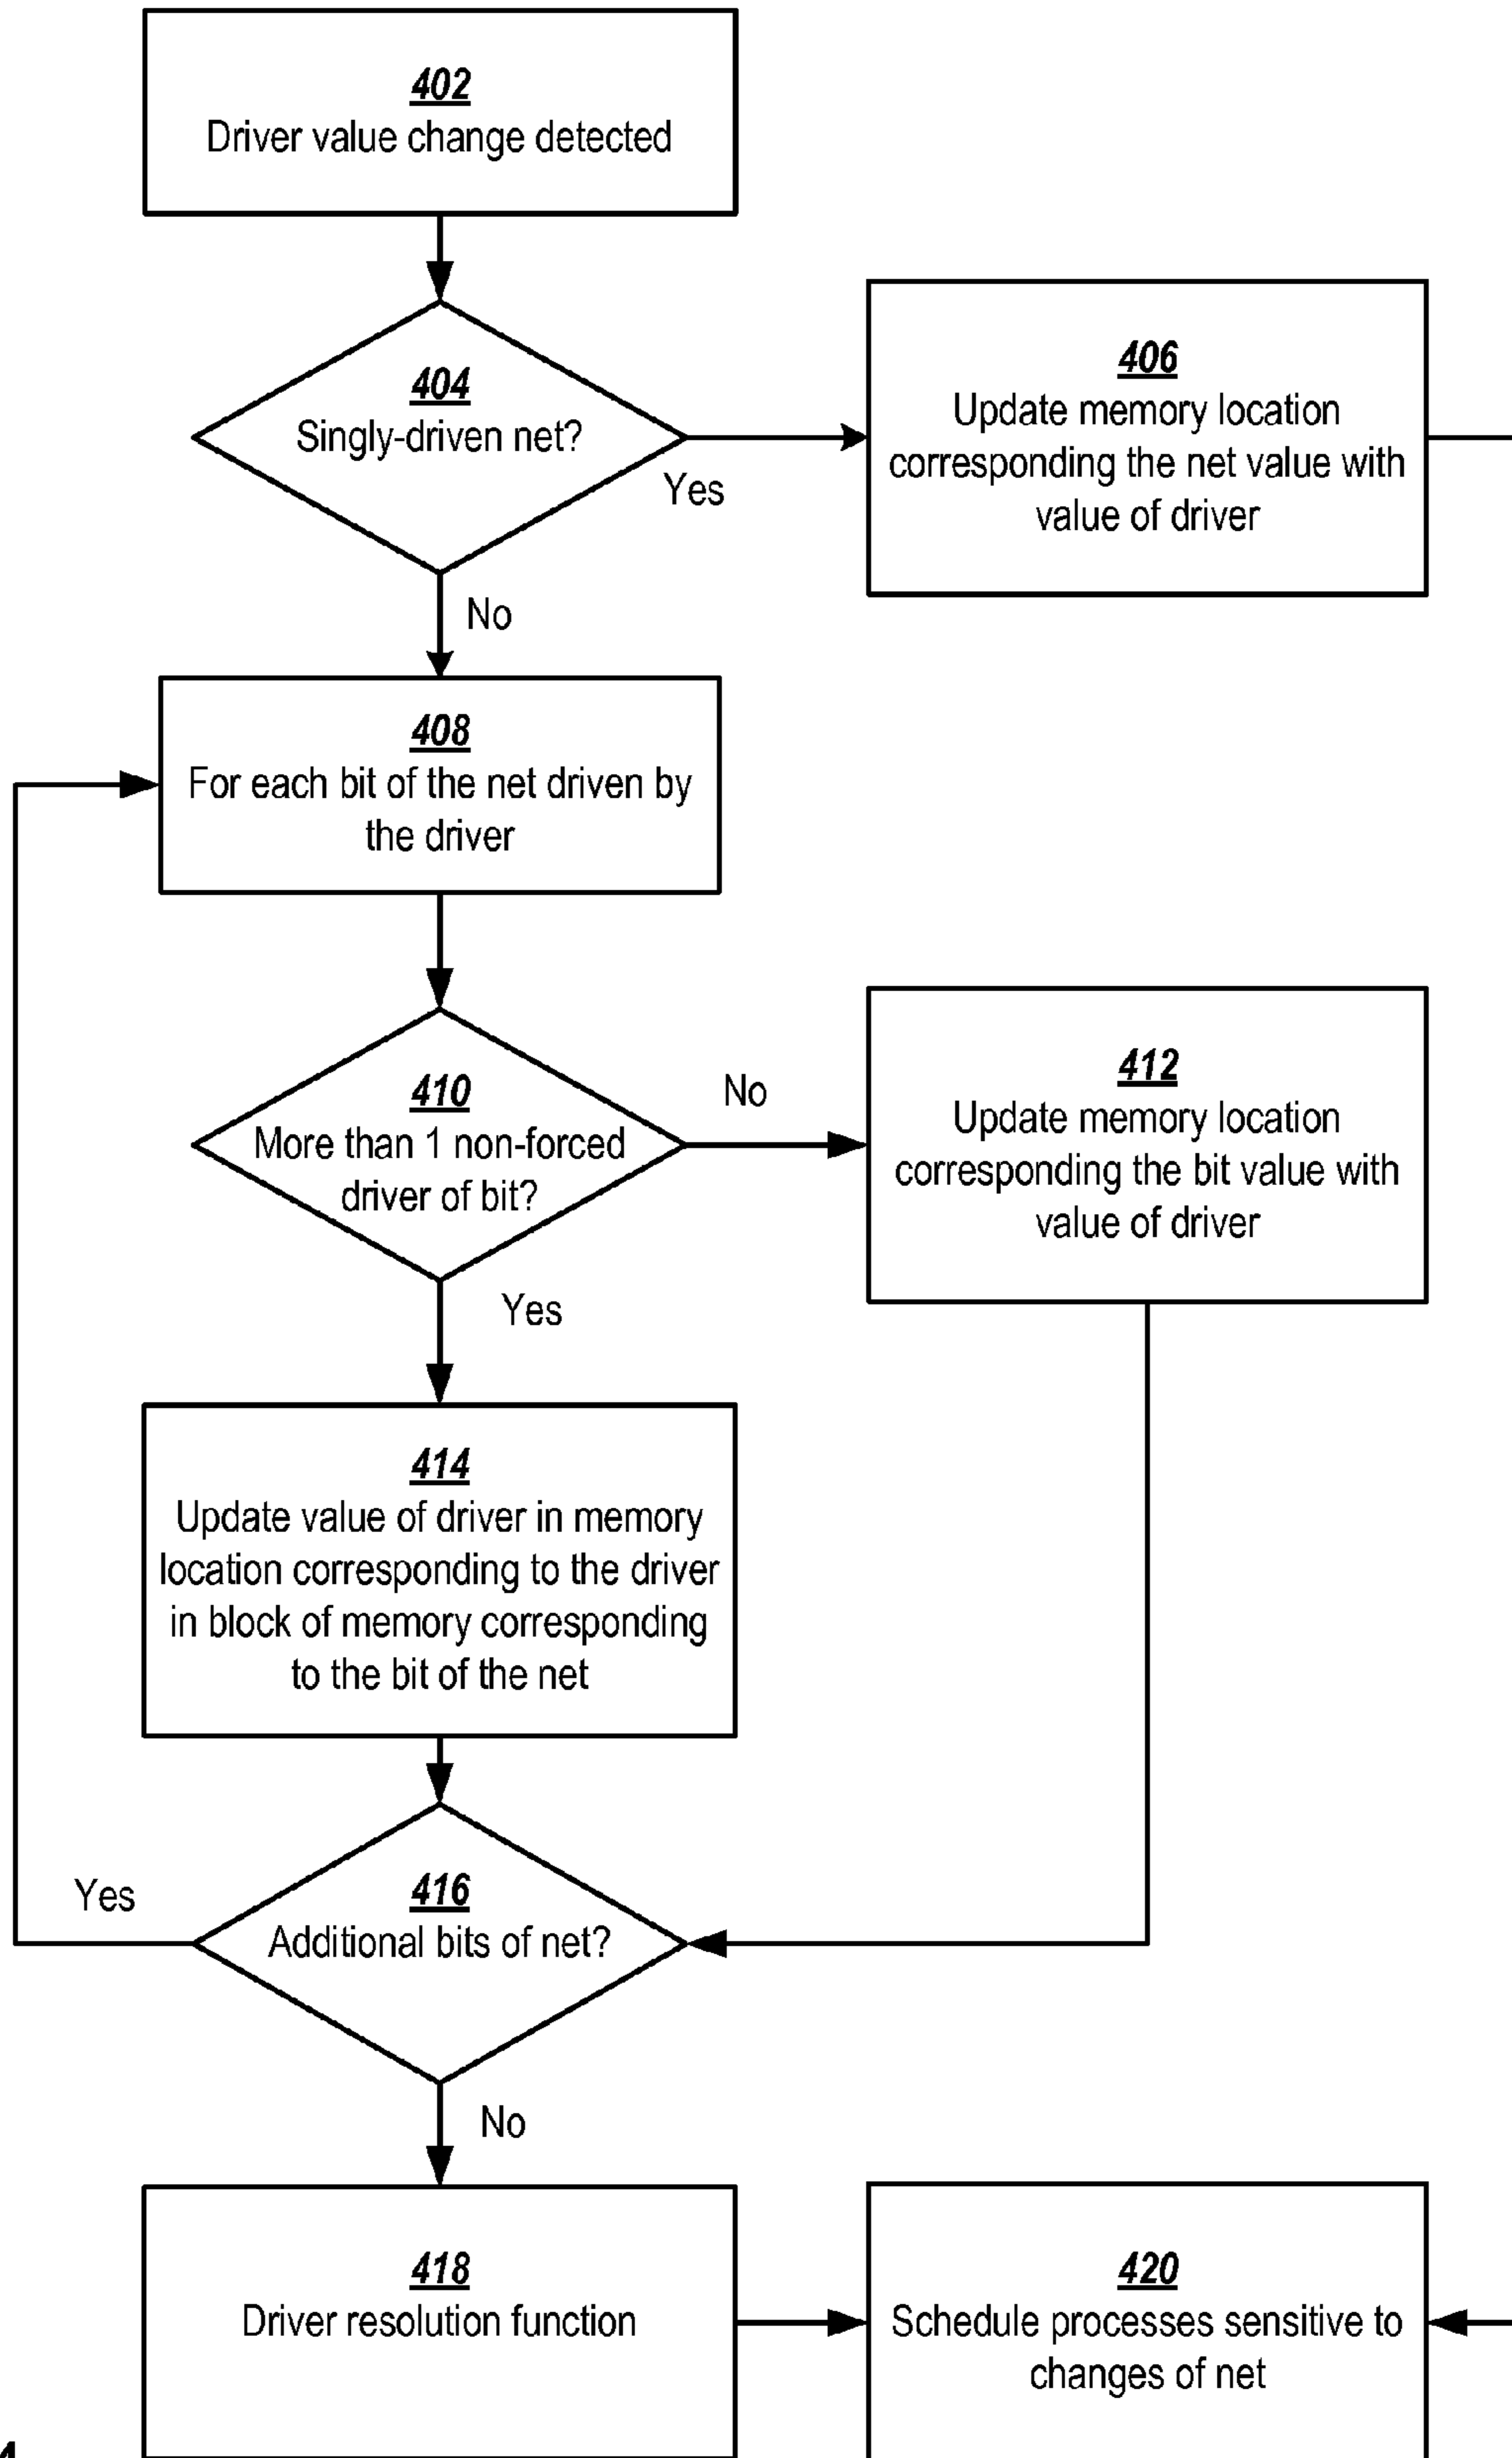 402
Driver value change detected
404
Singly-driven net?
Yes
406
Update memory location
corresponding the net value with
value of driver
No
408
For each bit of the net driven by
the driver
410
More than 1 non-forced
driver of bit?
No
412
Update memory location
corresponding the bit value with
value of driver
Yes
414
Update value of driver in memory
location corresponding to the driver
in block of memory corresponding
to the bit of the net
Yes
416
Additional bits of net?
No
418
Driver resolution function
420
Schedule processes sensitive to
changes of net